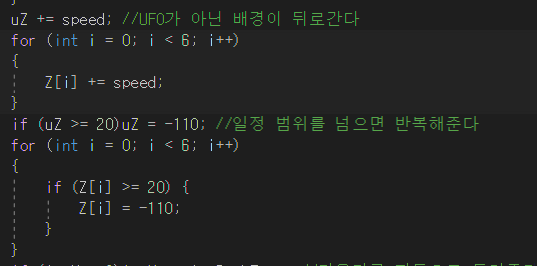 uZ += speed; //UFO가 아닌 배경이 뒤로간다
for (int i = 0; i < 6; i++)
{
Z[i] += speed;
}
if (uZ >= 20)uZ = -110; //일정 범위를 넘으면 반복해준다
for (int i = 0; i < 6; i++)
{
if (Z[i] >= 20) {
Z[i] = -110;
}
}